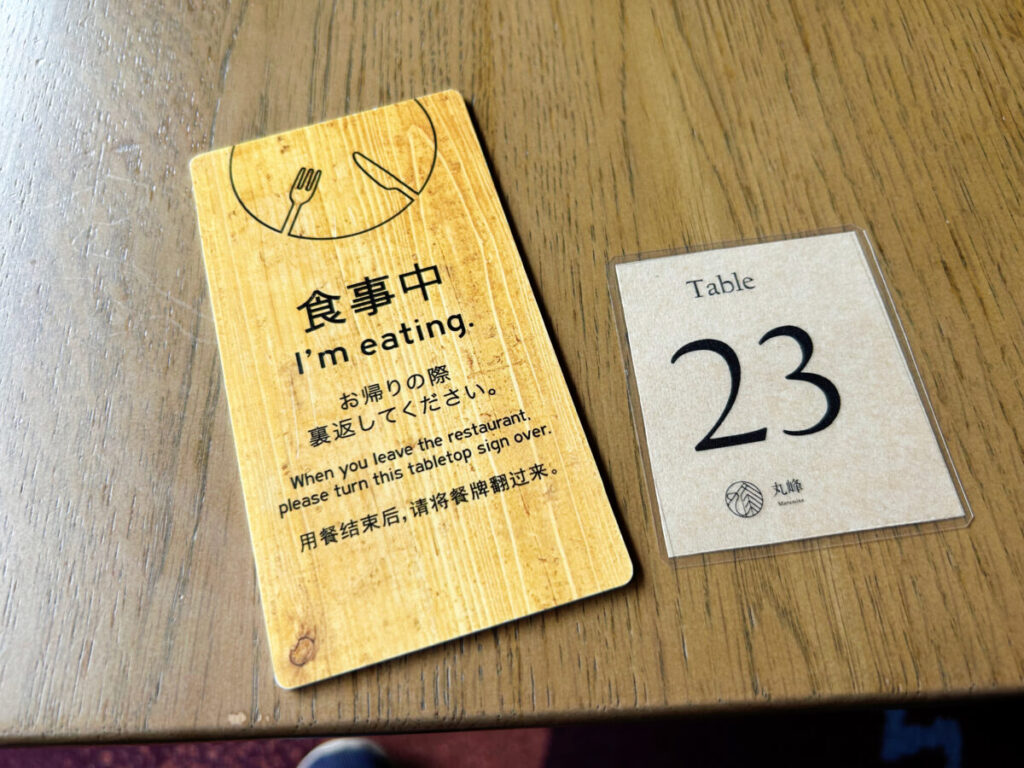 食事中
I'm eating.
お帰りの際
裏返してください。
When you leave the restaurant.
please turn this tabletop sign over.
用餐结束后,请将餐牌翻过来。
Table
23
丸峰